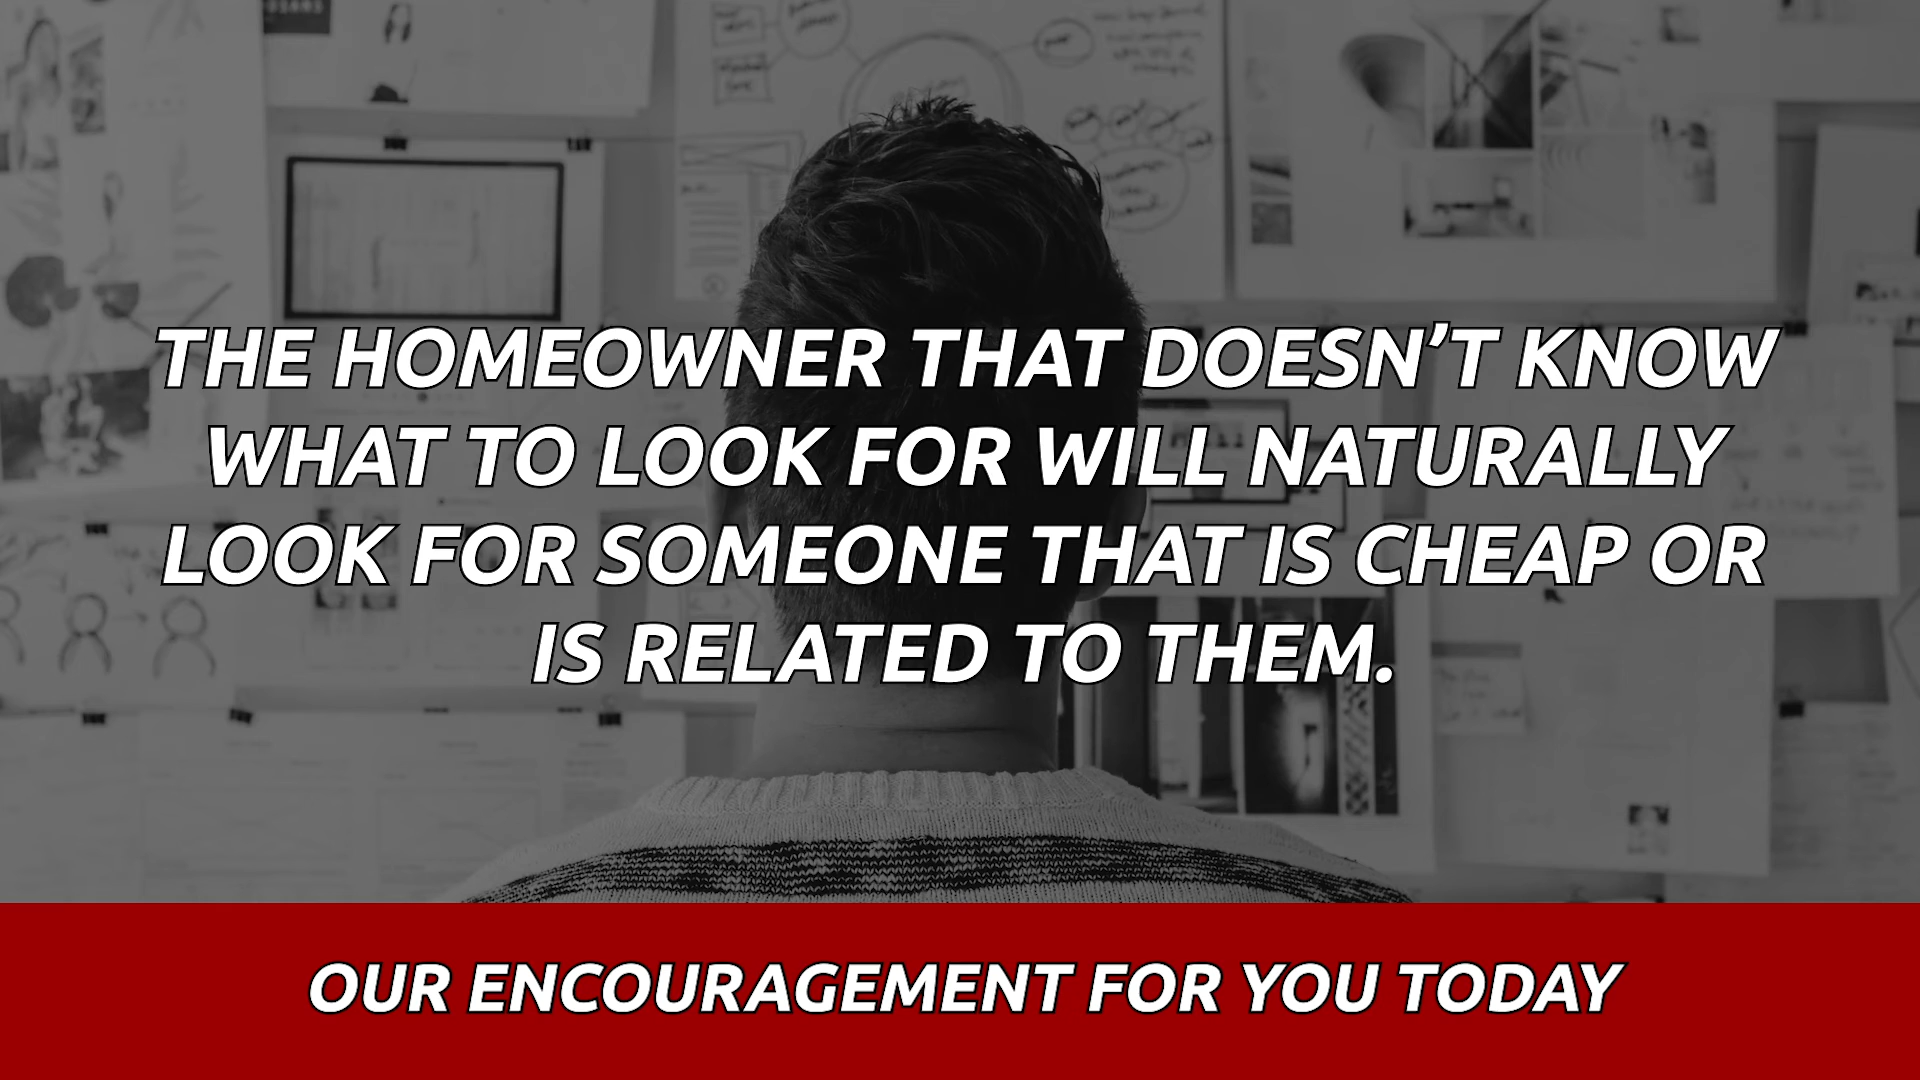 THE HOMEOWNER THAT DOESN’T KNOW
WHAT TO LOOK FOR WILL NATURALLY
LOOK FOR SOMEONE THAT IS CHEAP OR
IS RELATED TO THEM.
OUR ENCOURAGEMENT FOR YOU TODAY